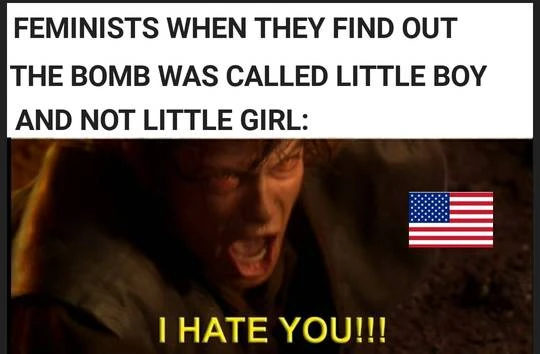 FEMINISTS WHEN THEY FIND OUT
THE BOMB WAS CALLED LITTLE BOY
AND NOT LITTLE GIRL:
I HATE YOU!!!